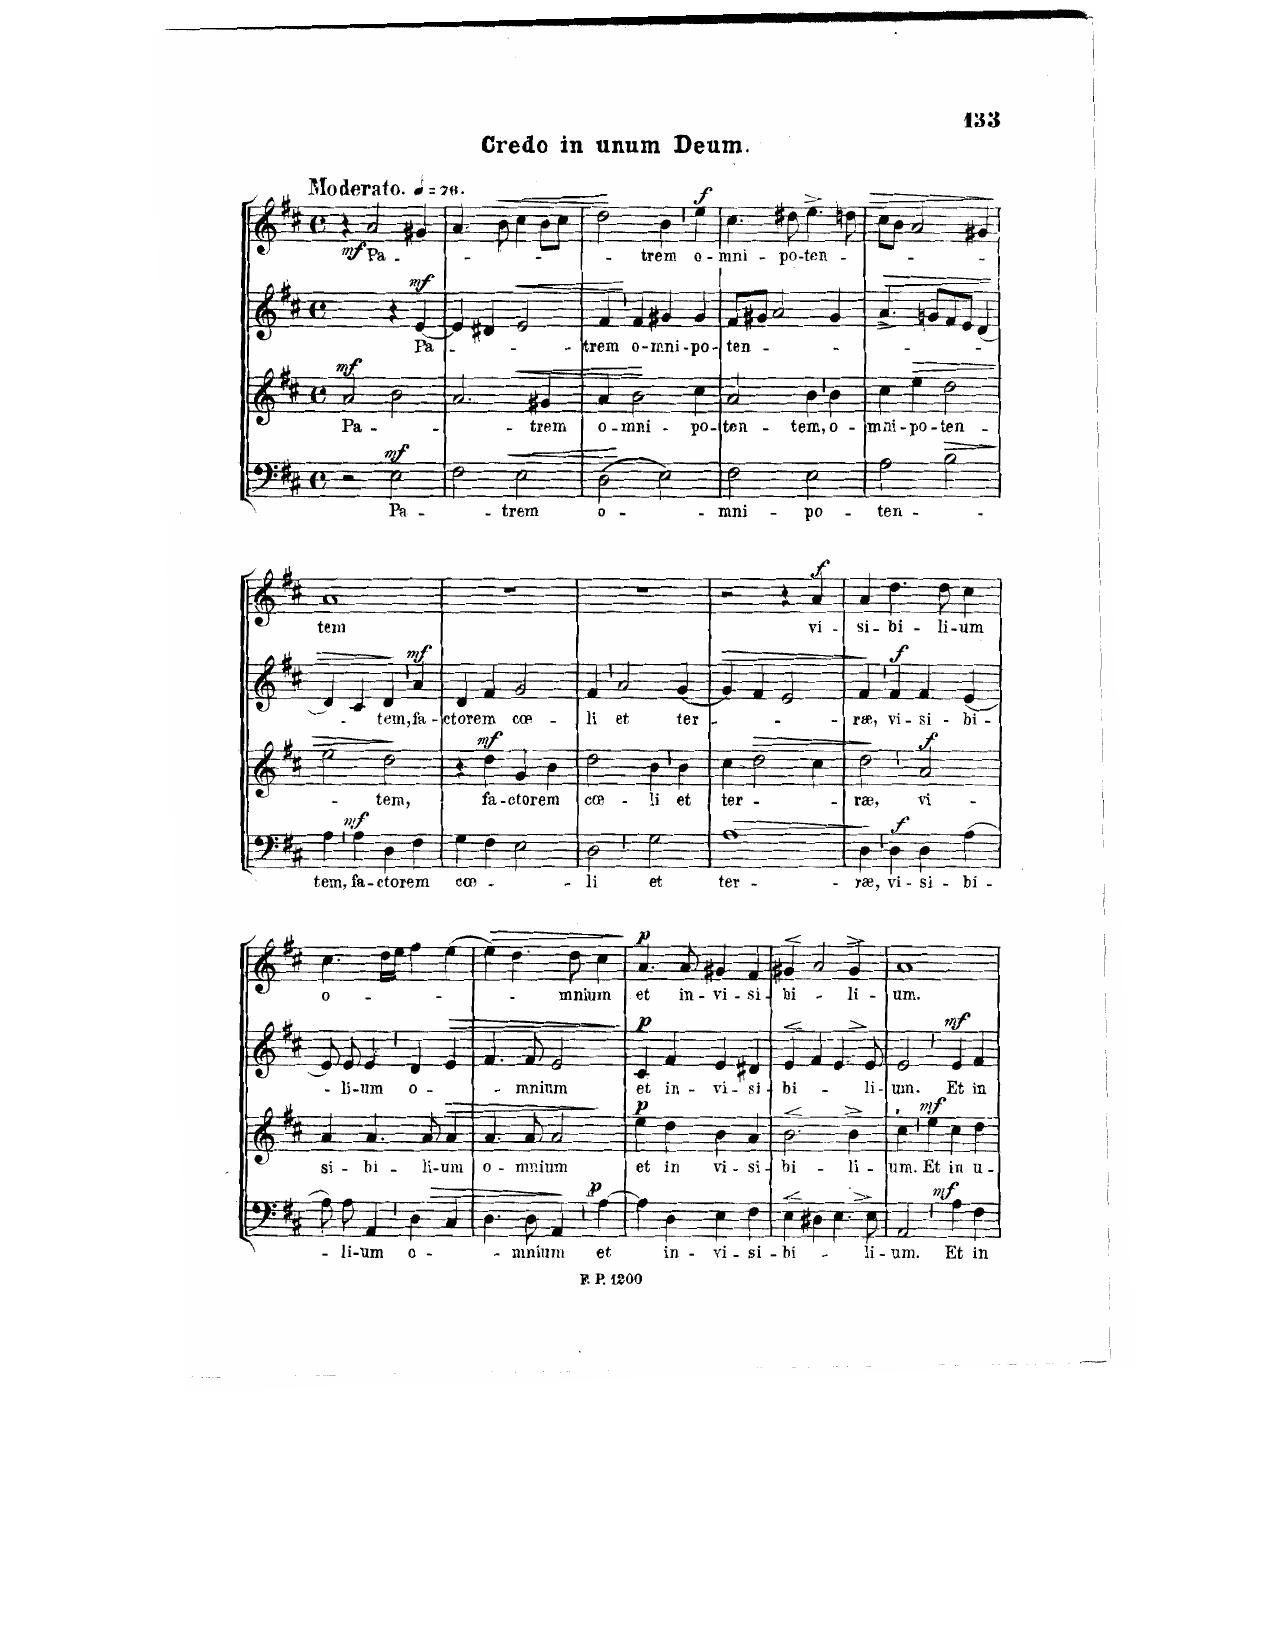 133
Credo in unum Deum.
Moderato. ♩ = 76.
f
mf Pa - - - - - trem o - mni - po - ten - - -
mf
Pa - - - trem o - mni - po - ten - - - - -
mf
Pa - - trem o - mni - po - ten - tem, o - mni - po - ten -
mf
Pa - - trem o - - mni - po - ten - -
f
tem vi - si - bi - li - um
mf f
- tem, fa - ctorem cœ - li et ter - - - ræ, vi - si - bi -
mf f
- tem, fa - ctorem cœ - li et ter - - ræ, vi -
mf f
tem, fa - ctorem cœ - - li et ter - - ræ, vi - si - bi -
p
o - - - - mnium et in - vi - si - bi - li - um.
p mf
- li - um o - - mnium et in - vi - si - bi - li - um. Et in
p mf
si - bi - li - um o - mnium et in vi - si - bi - li - um. Et in u -
p mf
- li - um o - - mnium et in - vi - si - bi - li - um. Et in
F. P. 1200